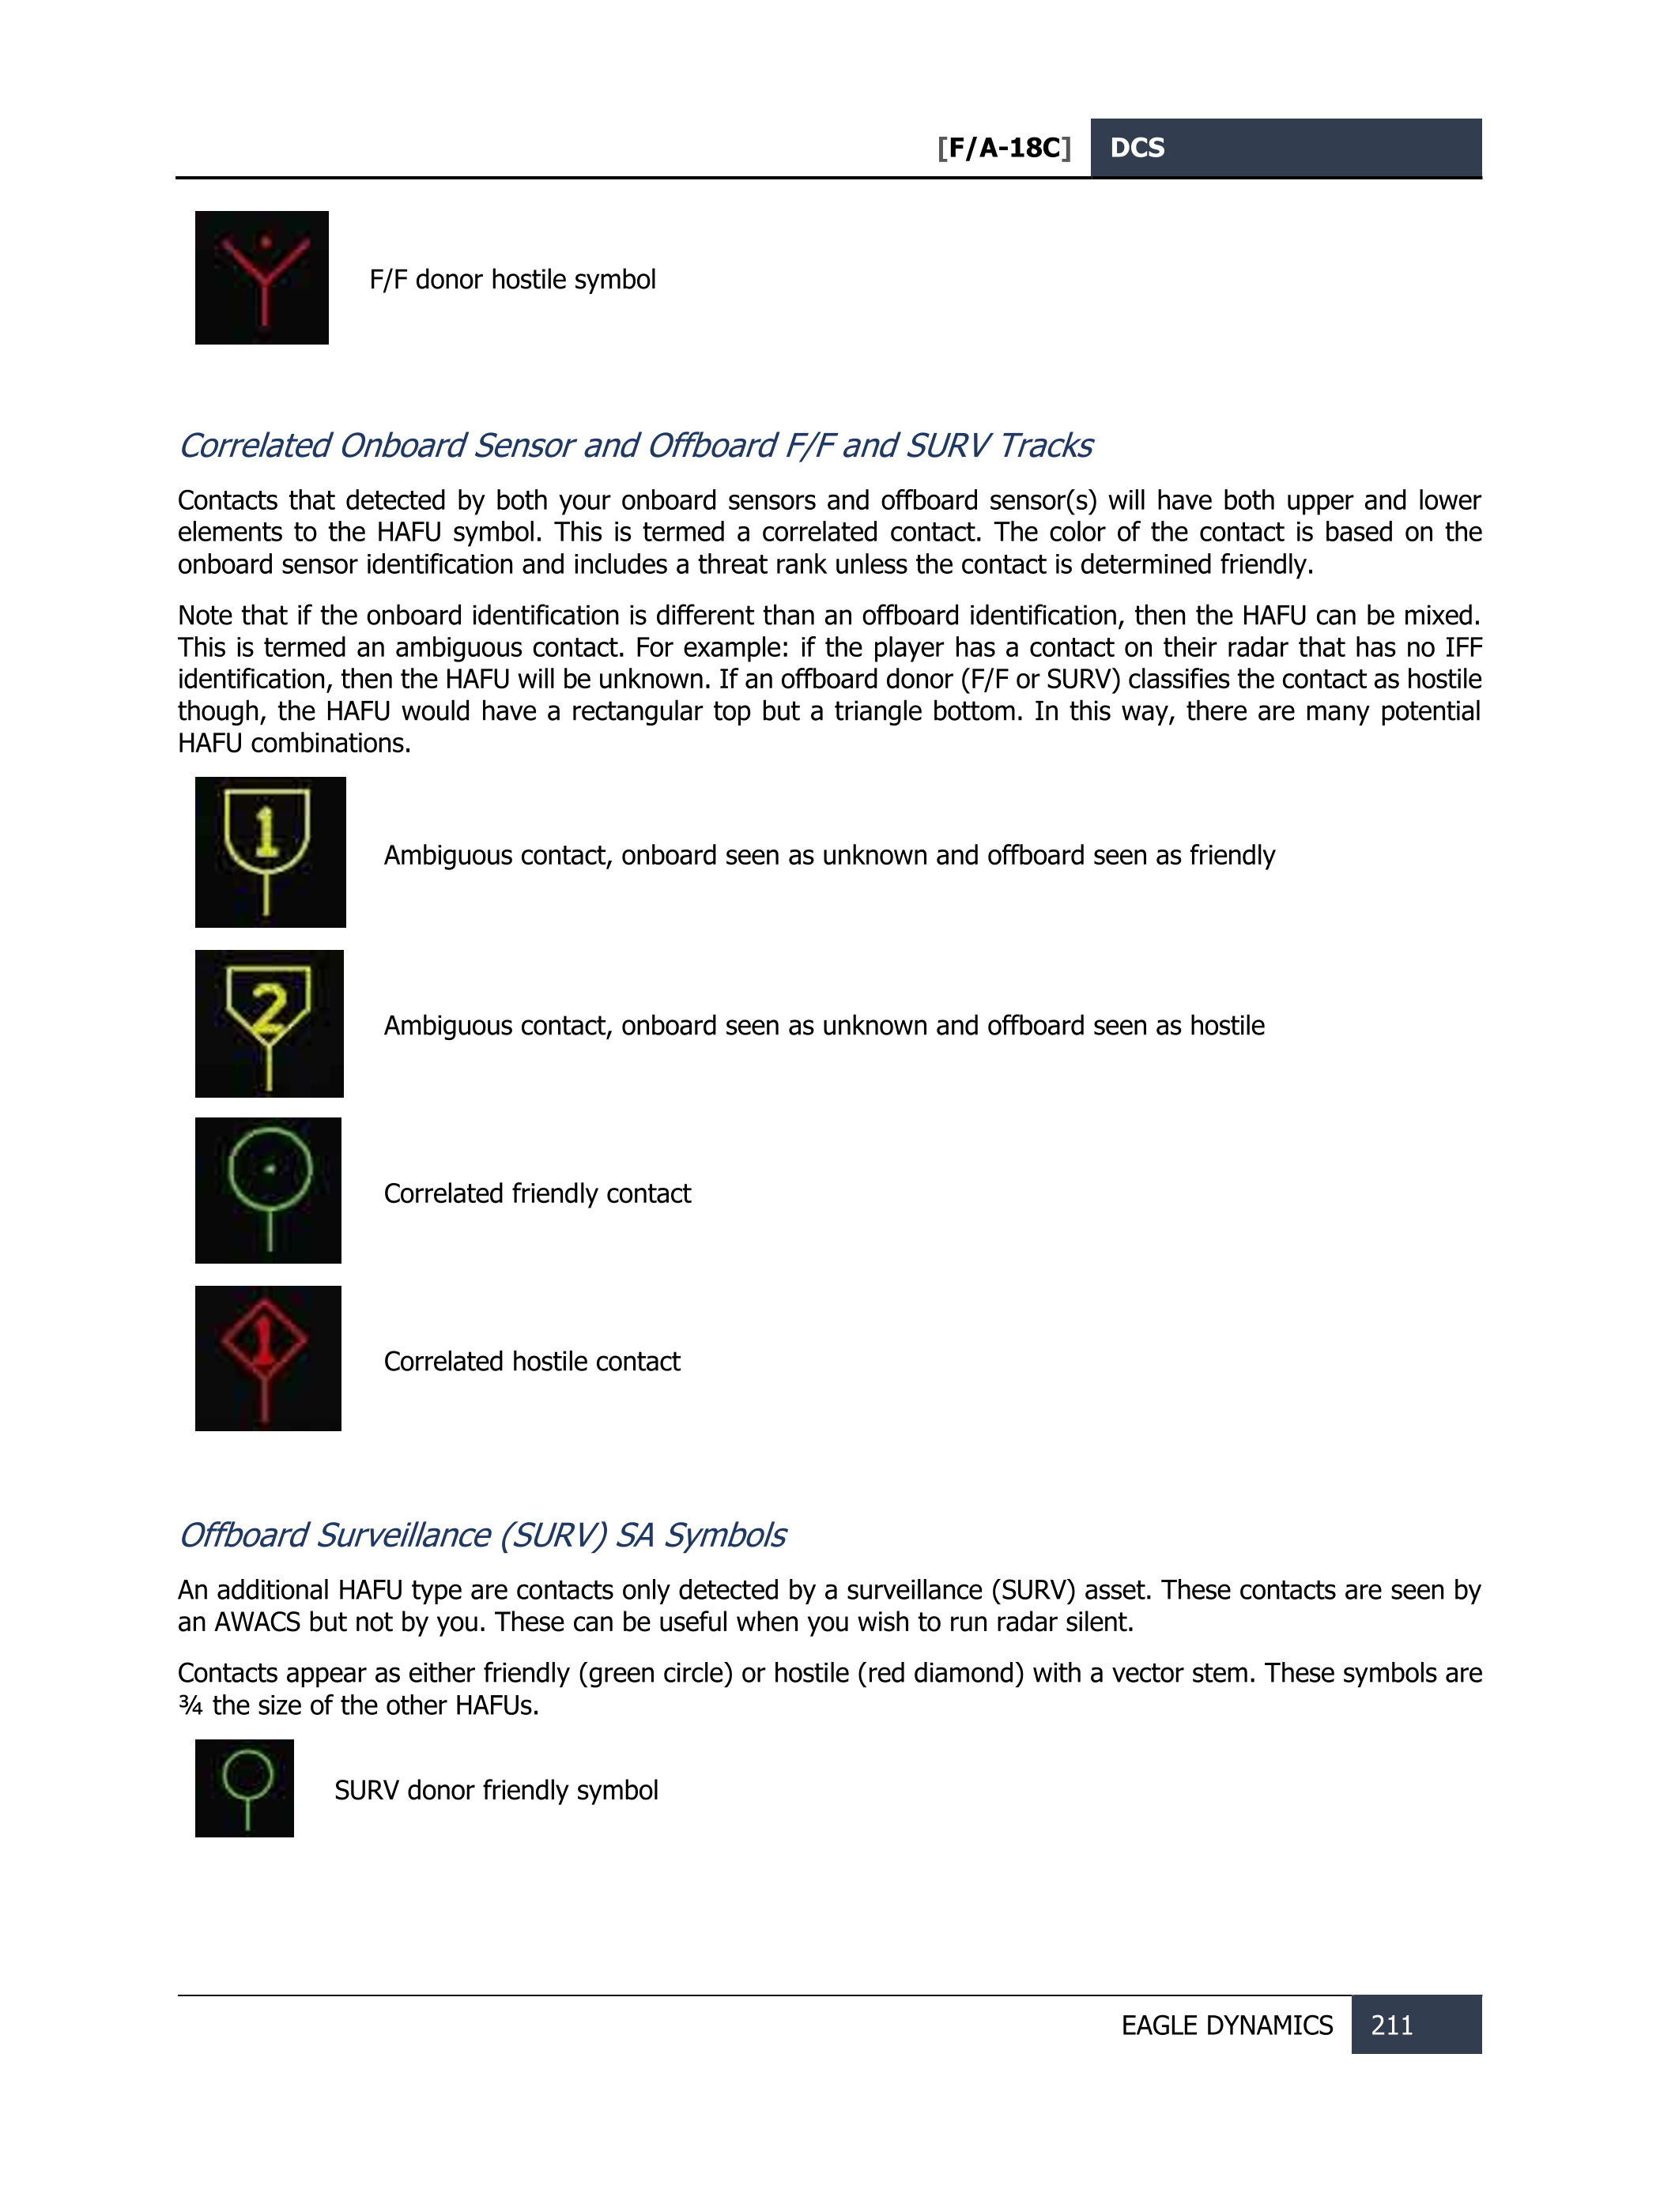 [F/A-18C] DCS
F/F donor hostile symbol
Correlated Onboard Sensor and Offboard F/F and SURV Tracks
Contacts that detected by both your onboard sensors and offboard sensor(s) will have both upper and lower
elements to the HAFU symbol. This is termed a correlated contact. The color of the contact is based on the
onboard sensor identification and includes a threat rank unless the contact is determined friendly.
Note that if the onboard identification is different than an offboard identification, then the HAFU can be mixed.
This is termed an ambiguous contact. For example: if the player has a contact on their radar that has no IFF
identification, then the HAFU will be unknown. If an offboard donor (F/F or SURV) classifies the contact as hostile
though, the HAFU would have a rectangular top but a triangle bottom. In this way, there are many potential
HAFU combinations.
1
Ambiguous contact, onboard seen as unknown and offboard seen as friendly
2
Ambiguous contact, onboard seen as unknown and offboard seen as hostile
Correlated friendly contact
1
Correlated hostile contact
Offboard Surveillance (SURV) SA Symbols
An additional HAFU type are contacts only detected by a surveillance (SURV) asset. These contacts are seen by
an AWACS but not by you. These can be useful when you wish to run radar silent.
Contacts appear as either friendly (green circle) or hostile (red diamond) with a vector stem. These symbols are
¾ the size of the other HAFUs.
SURV donor friendly symbol
EAGLE DYNAMICS 211